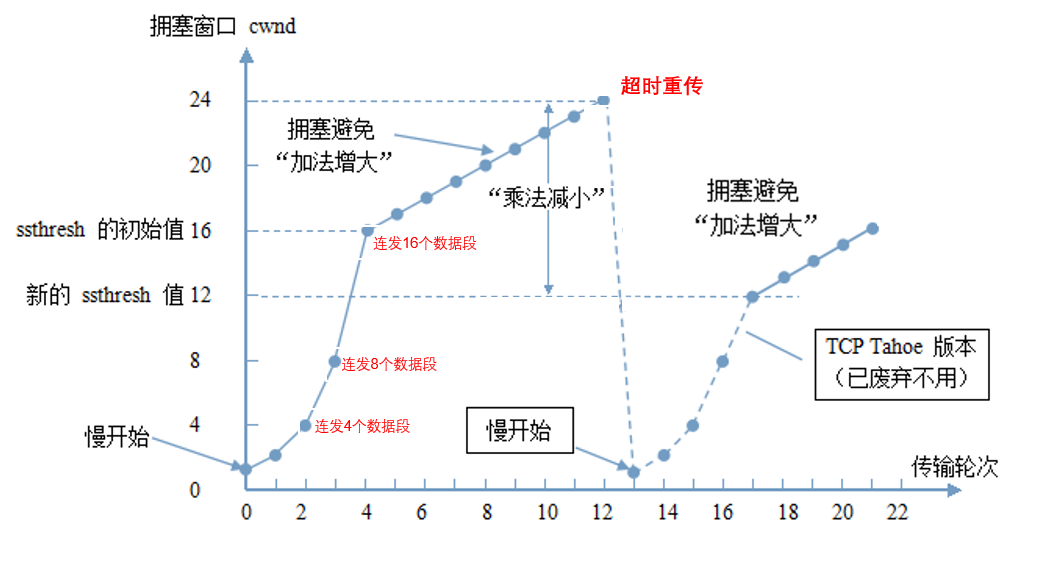 拥塞窗口 cwnd
超时重传
24
拥塞避免
“加法增大”
20
“乘法减小”
拥塞避免
“加法增大”
ssthresh 的初始值 16
连发16个数据段
新的 ssthresh 值 12
TCP Tahoe 版本
（已废弃不用）
8
连发8个数据段
4
连发4个数据段
慢开始
慢开始
传输轮次
0
0 2 4 6 8 10 12 14 16 18 20 22